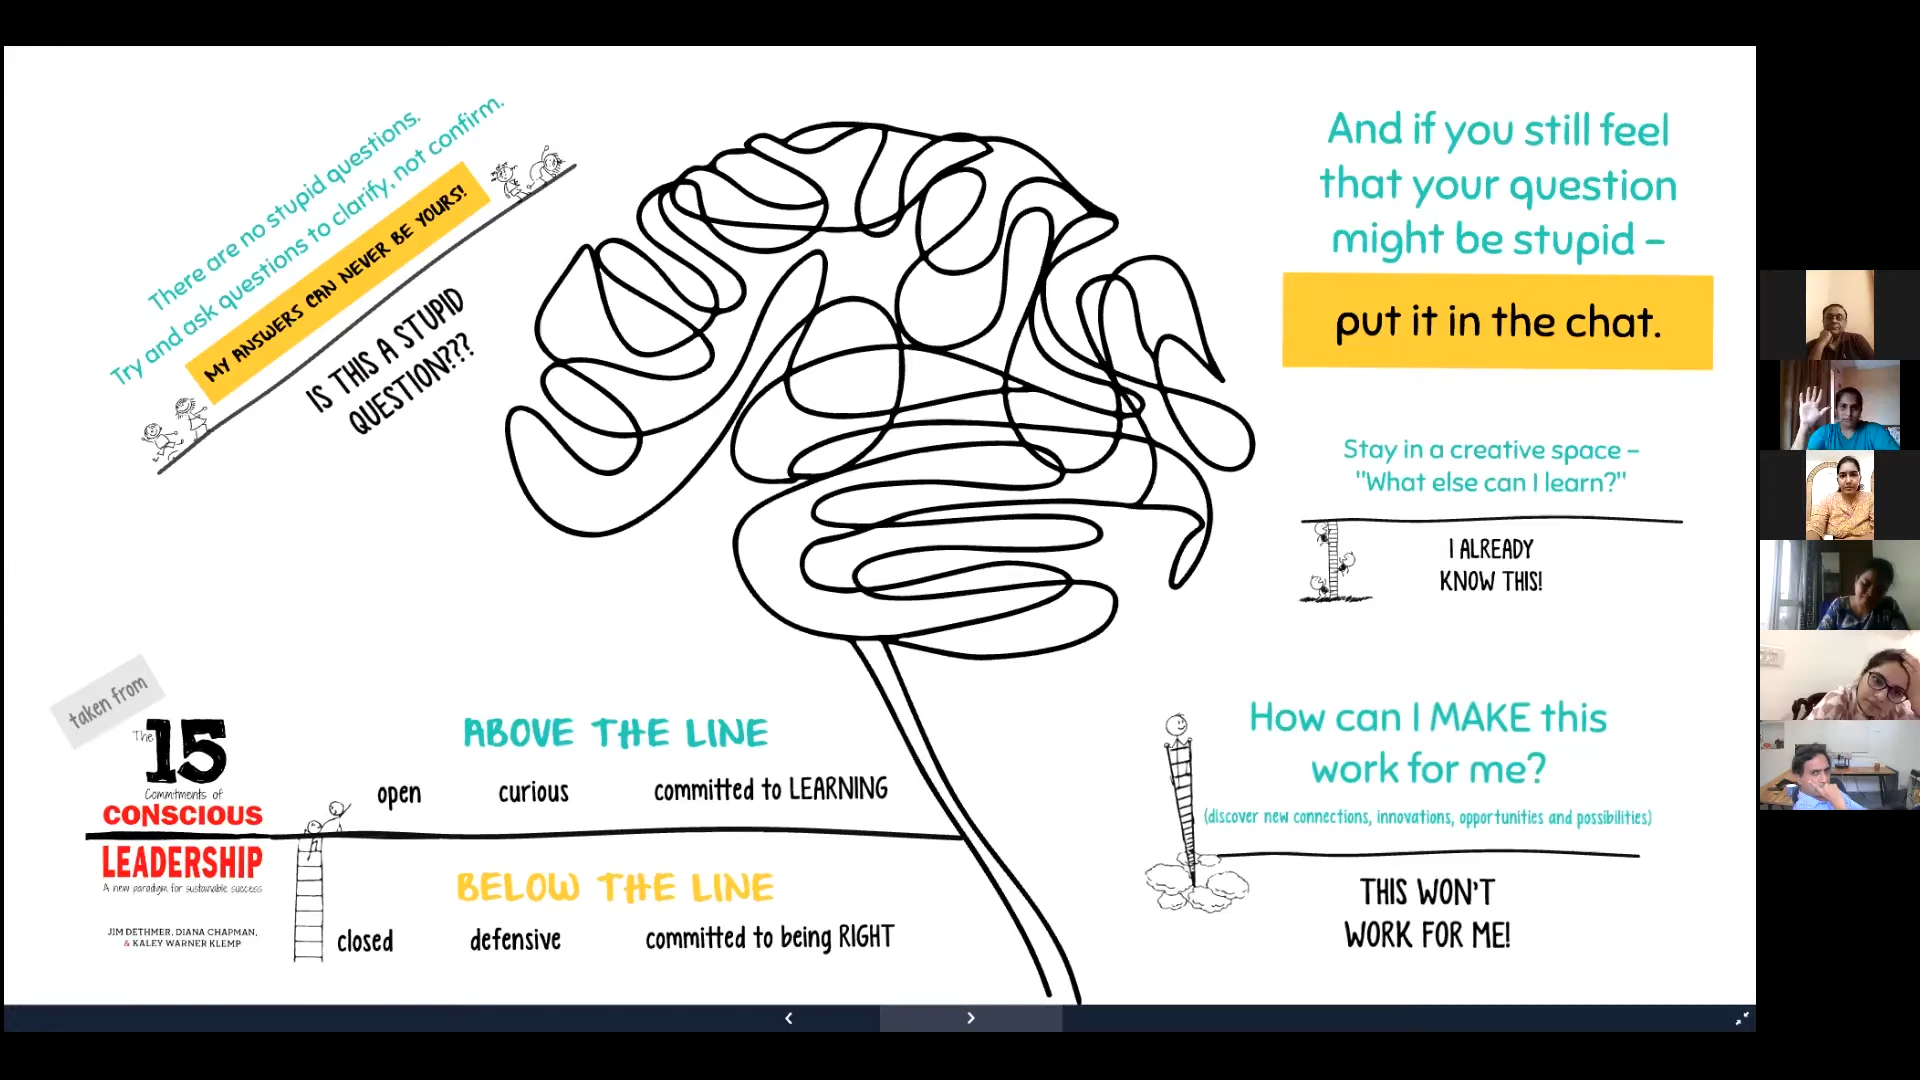 There are no stupid questions.
Try and ask questions to clarify, not confirm.
MY ANSWERS CAN NEVER BE YOURS!
IS THIS A STUPID
QUESTION???
And if you still feel
that your question
might be stupid –
put it in the chat.
Stay in a creative space –
"What else can I learn?"
I ALREADY
KNOW THIS!
taken from
The 15
Commitments of
CONSCIOUS
LEADERSHIP
A new paradigm for sustainable success
JIM DETHMER, DIANA CHAPMAN,
& KALEY WARNER KLEMP
ABOVE THE LINE
open curious committed to LEARNING
BELOW THE LINE
closed defensive committed to being RIGHT
How can I MAKE this
work for me?
(discover new connections, innovations, opportunities and possibilities)
THIS WON'T
WORK FOR ME!